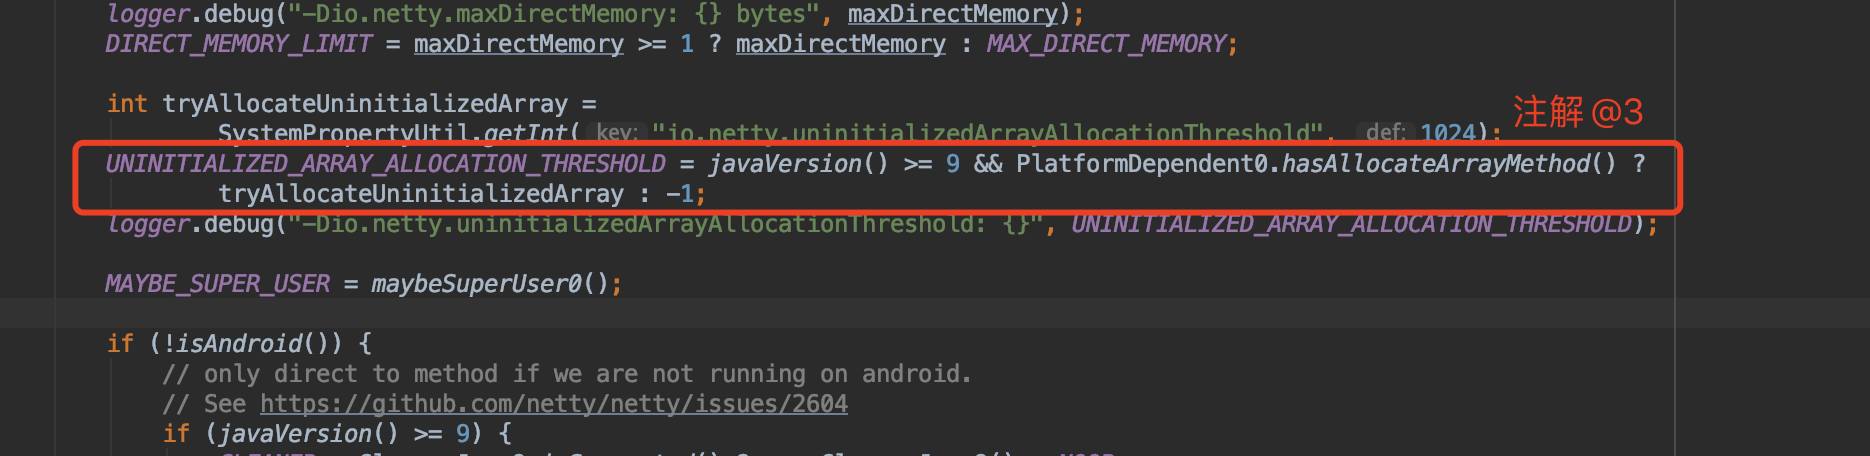 logger.debug("-Dio.netty.maxDirectMemory: {} bytes", maxDirectMemory);
DIRECT_MEMORY_LIMIT = maxDirectMemory >= 1 ? maxDirectMemory : MAX_DIRECT_MEMORY;
int tryAllocateUninitializedArray =
注解 @3
SystemPropertyUtil.getInt( key: "io.netty.uninitializedArrayAllocationThreshold", def: 1024);
UNINITIALIZED_ARRAY_ALLOCATION_THRESHOLD = javaVersion() >= 9 && PlatformDependent0.hasAllocateArrayMethod() ?
tryAllocateUninitializedArray : -1;
logger.debug("-Dio.netty.uninitializedArrayAllocationThreshold: {}", UNINITIALIZED_ARRAY_ALLOCATION_THRESHOLD);
MAYBE_SUPER_USER = maybeSuperUser0();
if (!isAndroid()) {
// only direct to method if we are not running on android.
// See https://github.com/netty/netty/issues/2604
if (javaVersion() >= 9) {